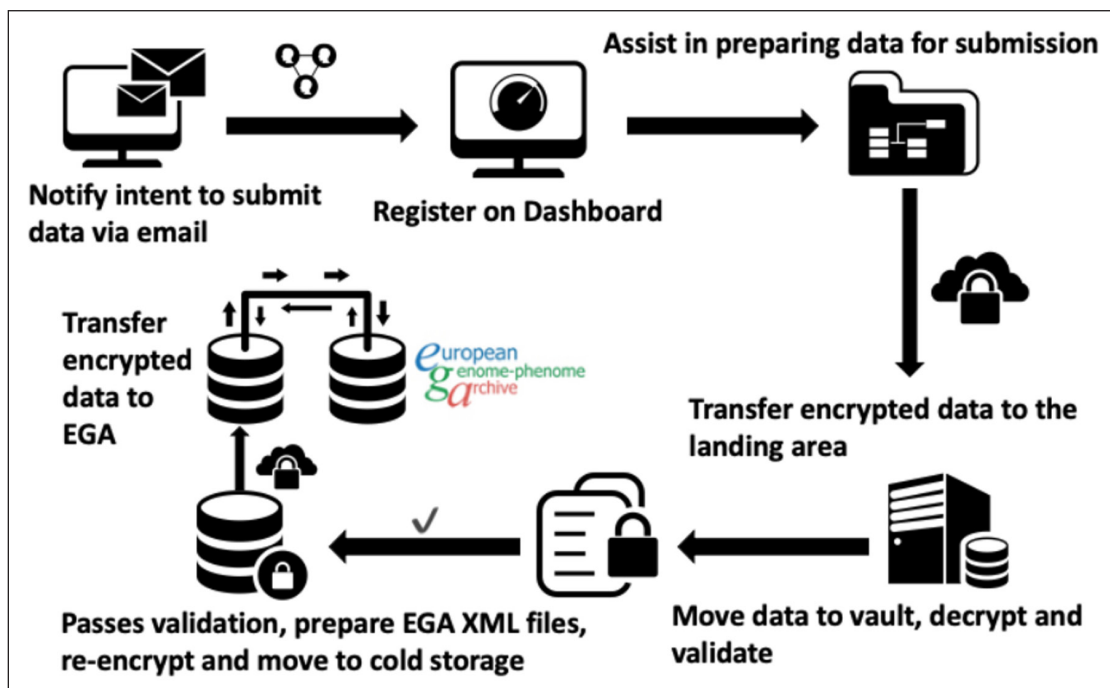 Assist in preparing data for submission
Notify intent to submit
data via email
Register on Dashboard
Transfer encrypted data to the
landing area
Move data to vault, decrypt and
validate
Passes validation, prepare EGA XML files,
re-encrypt and move to cold storage
Transfer
encrypted
data to
EGA
european
genome-phenome
archive